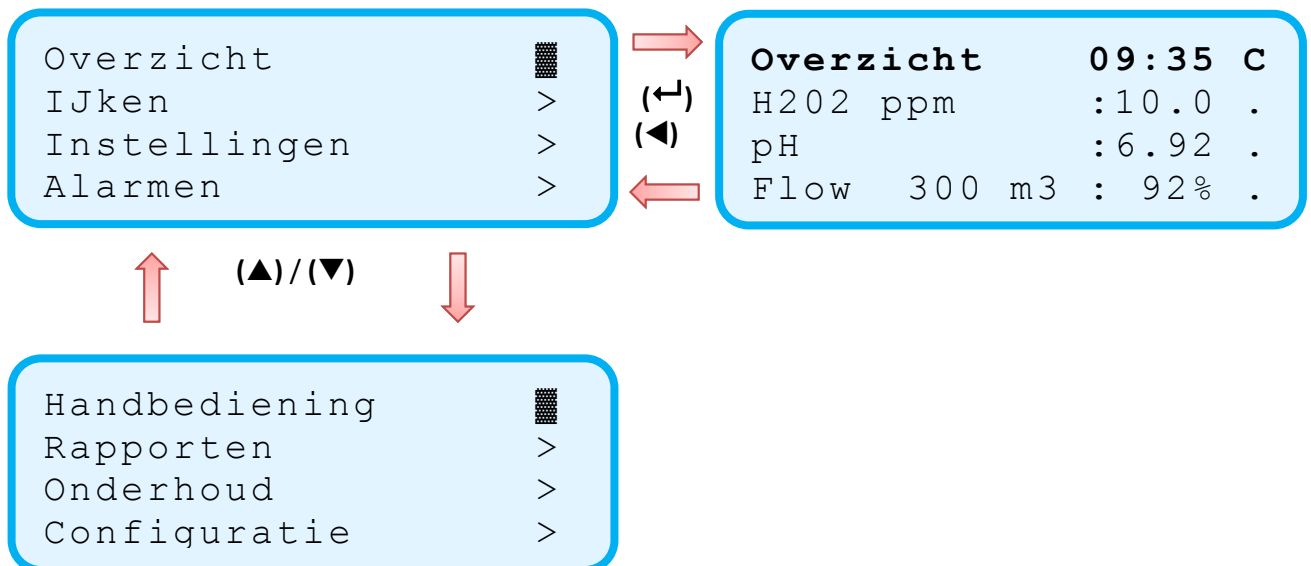 Overzicht ▓
IJken >
Instellingen >
Alarmen >
(↵)
(◀)
Overzicht 09:35 C
H202 ppm :10.0 .
pH :6.92 .
Flow 300 m3 : 92% .
(▲)/(▼)
Handbediening ▓
Rapporten >
Onderhoud >
Configuratie >